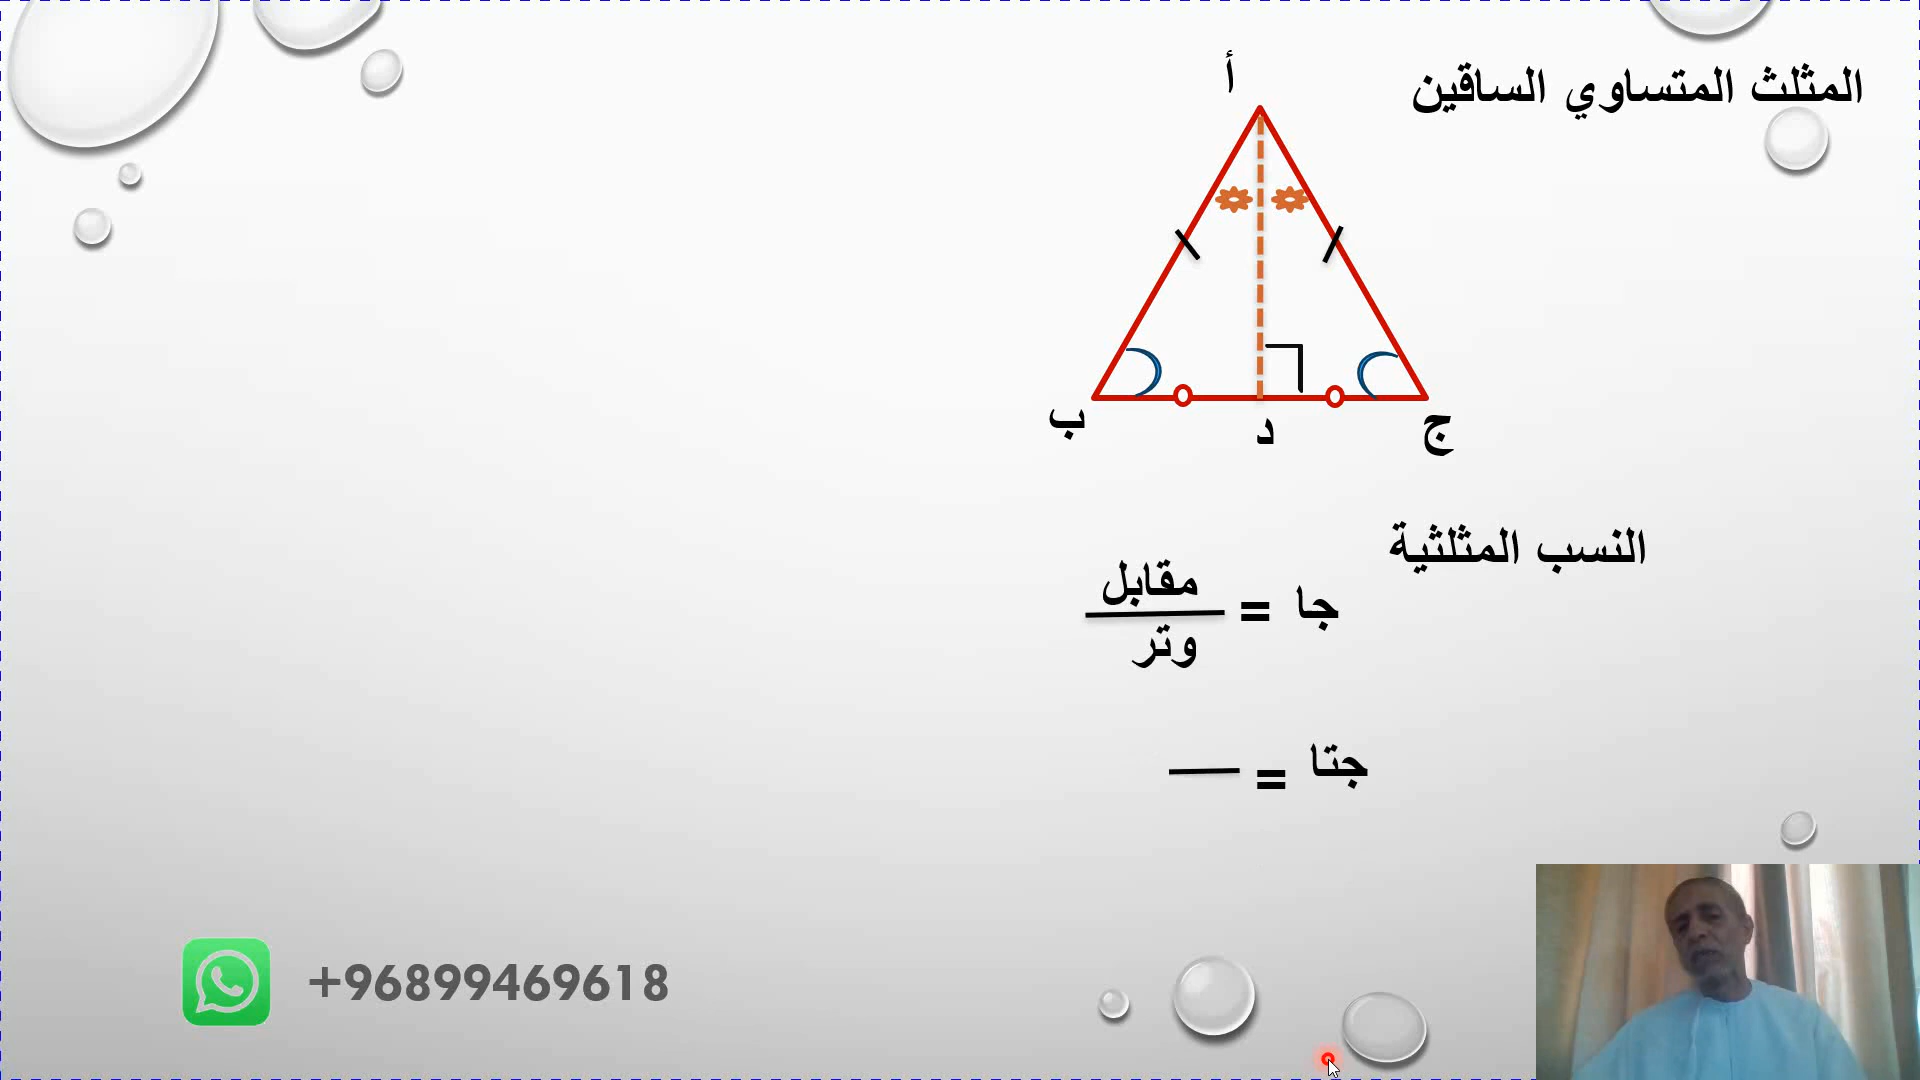 المثلث المتساوي الساقين
أ
ب
د
ج
النسب المثلثية
جا = مقابل
وتر
جتا =
+96899469618